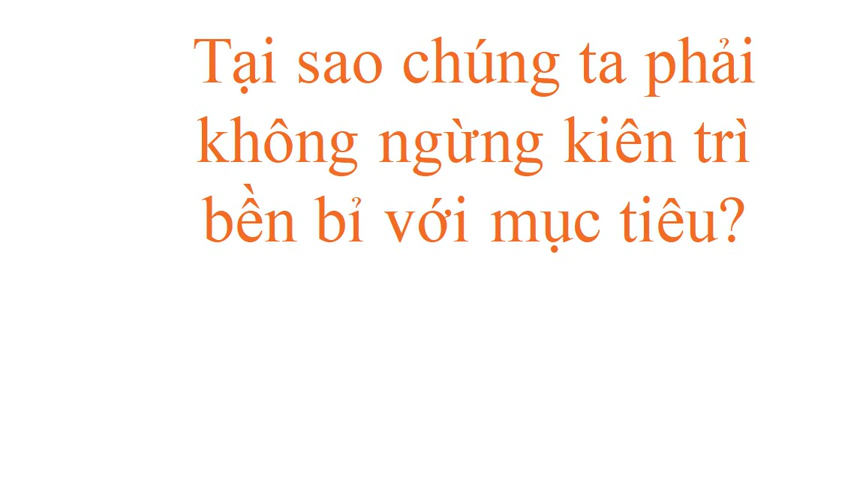 Tại sao chúng ta phải
không ngừng kiên trì
bền bỉ với mục tiêu?